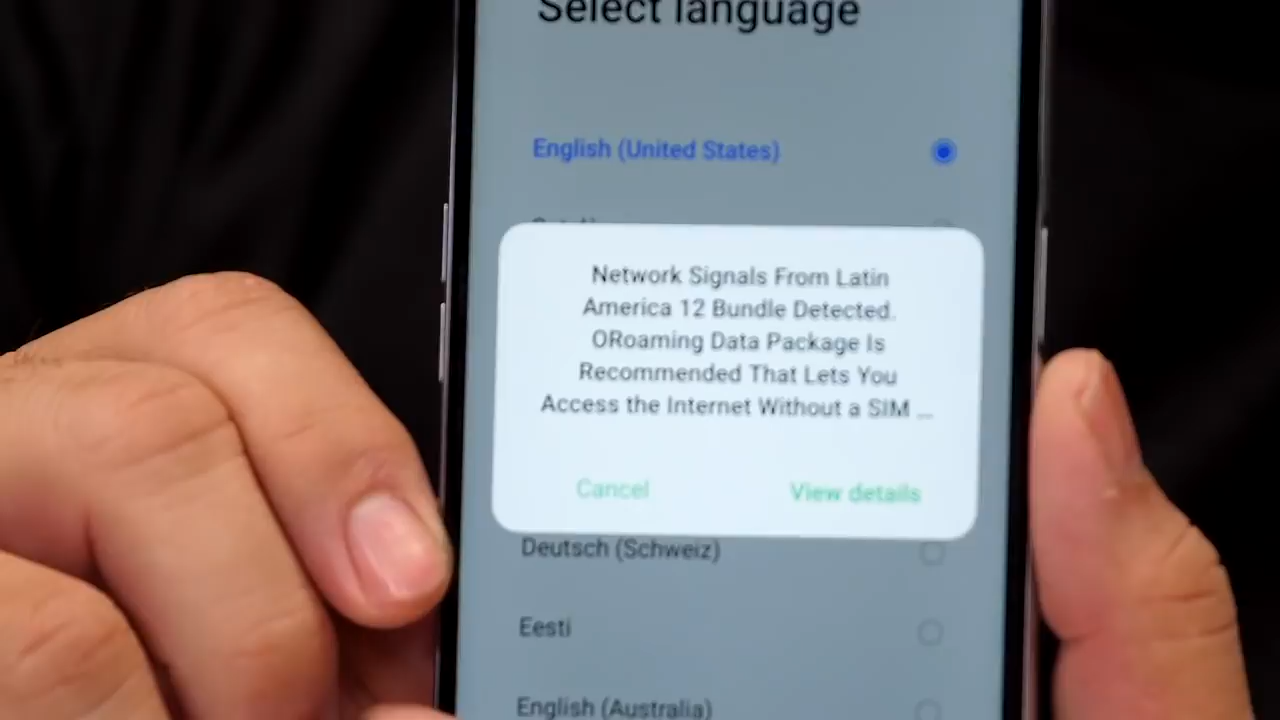 Select language
English (United States)
Network Signals From Latin
America 12 Bundle Detected.
ORoaming Data Package Is
Recommended That Lets You
Access the Internet Without a SIM ...
Cancel
View details
Deutsch (Schweiz)
Eesti
English (Australia)